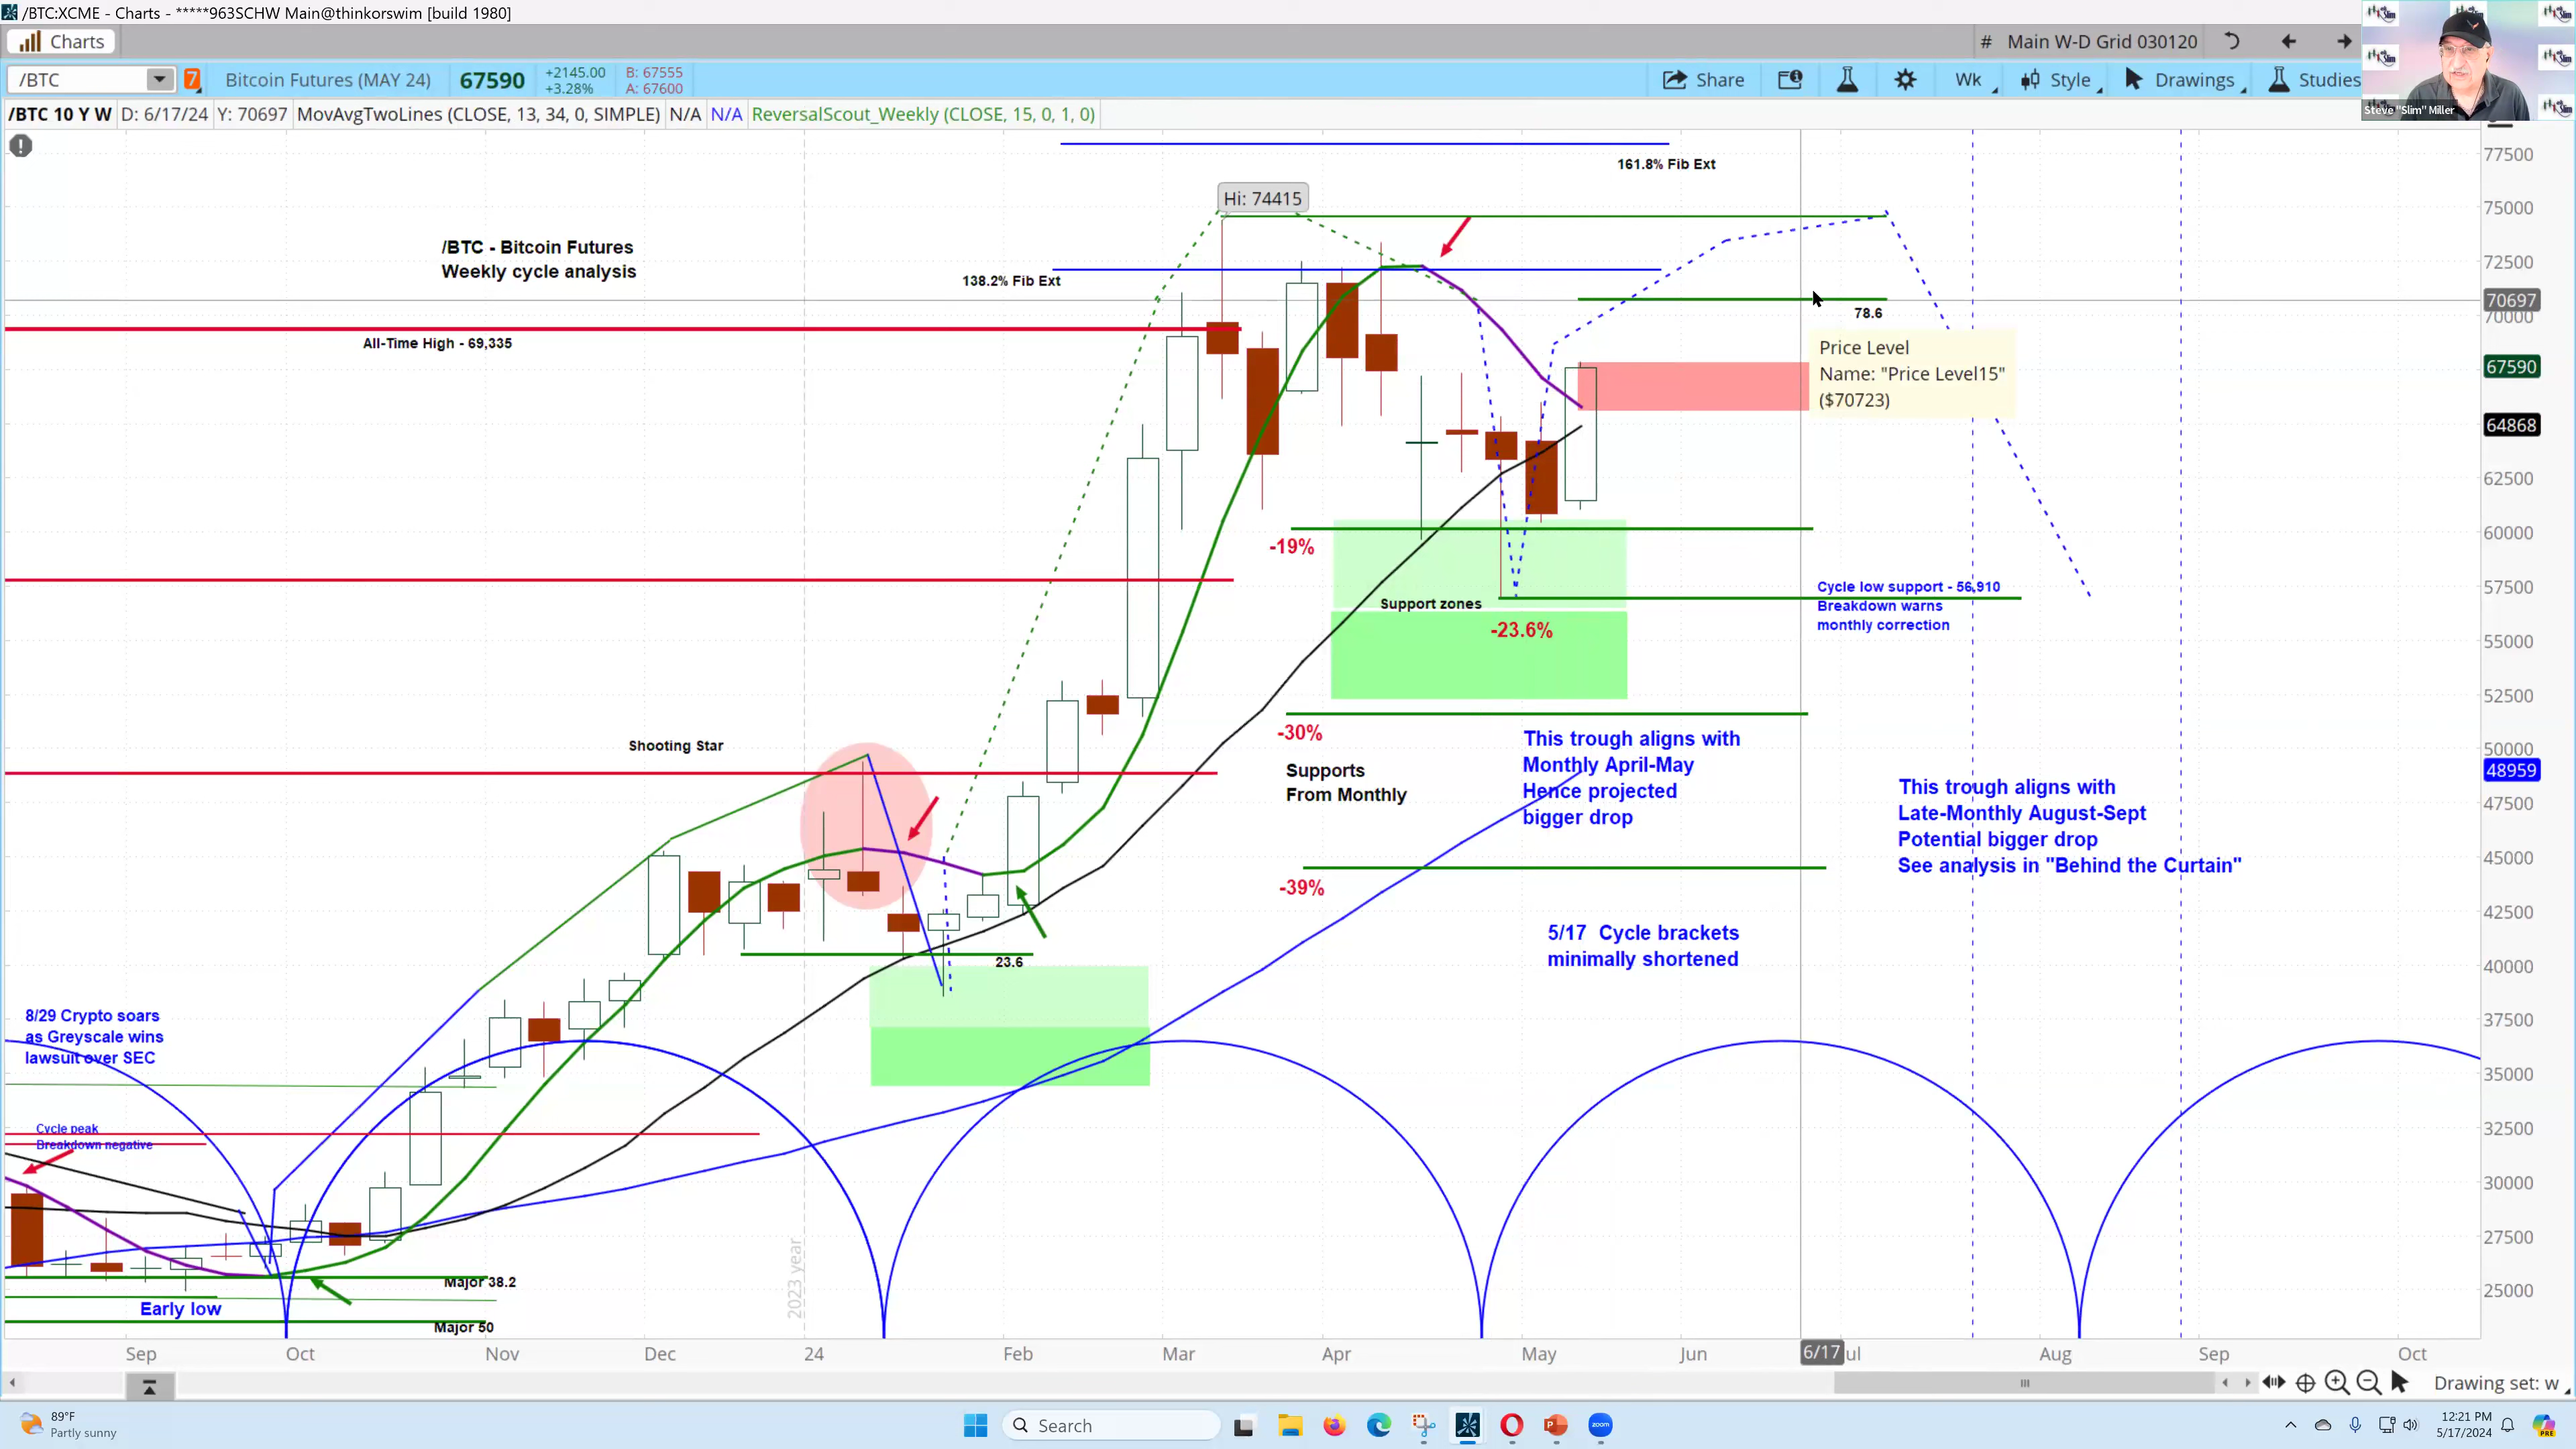 /BTC:XCME - Charts - *****963SCHW Main@thinkorswim [build 1980]
Charts
# Main W-D Grid 030120
/BTC
7
Bitcoin Futures (MAY 24)
67590
+2145.00
+3.28%
B: 67555
A: 67600
Share
Wk
Style
Drawings
Studies
Steve "Slim" Miller
/BTC 10 Y W
D: 6/17/24
Y: 70697
MovAvgTwoLines (CLOSE, 13, 34, 0, SIMPLE)
N/A
N/A
ReversalScout_Weekly (CLOSE, 15, 0, 1, 0)
161.8% Fib Ext
Hi: 74415
/BTC - Bitcoin Futures
Weekly cycle analysis
138.2% Fib Ext
78.6
All-Time High - 69,335
Price Level
Name: "Price Level15"
($70723)
-19%
Support zones
-23.6%
Cycle low support - 56,910
Breakdown warns
monthly correction
-30%
Supports
From Monthly
This trough aligns with
Monthly April-May
Hence projected
bigger drop
This trough aligns with
Late-Monthly August-Sept
Potential bigger drop
See analysis in "Behind the Curtain"
Shooting Star
-39%
23.6
5/17 Cycle brackets
minimally shortened
8/29 Crypto soars
as Greyscale wins
lawsuit over SEC
Cycle peak
Breakdown negative
Major 38.2
Early low
Major 50
2023 year
77500
75000
72500
70697
70000
67590
64868
62500
60000
57500
55000
52500
50000
48959
47500
45000
42500
40000
37500
35000
32500
30000
27500
25000
Sep
Oct
Nov
Dec
24
Feb
Mar
Apr
May
Jun
6/17
ul
Aug
Sep
Oct
Drawing set: w
89°F
Partly sunny
Search
zoom
12:21 PM
5/17/2024
PRE